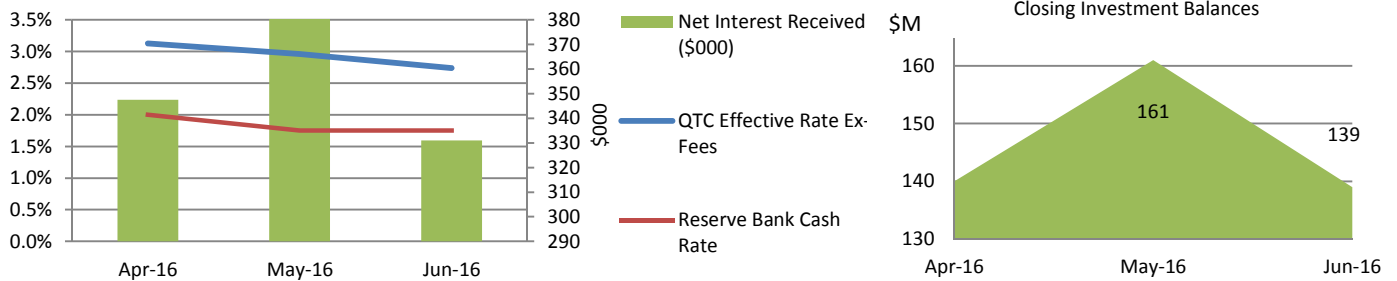 3.5%
3.0%
2.5%
2.0%
1.5%
1.0%
0.5%
0.0%
380
370
360
350
340
330
320
310
300
290
$000
Apr-16 May-16 Jun-16
Net Interest Received
($000)
QTC Effective Rate Ex-
Fees
Reserve Bank Cash
Rate
Closing Investment Balances
$M
160
150
140
130
161
139
Apr-16 May-16 Jun-16